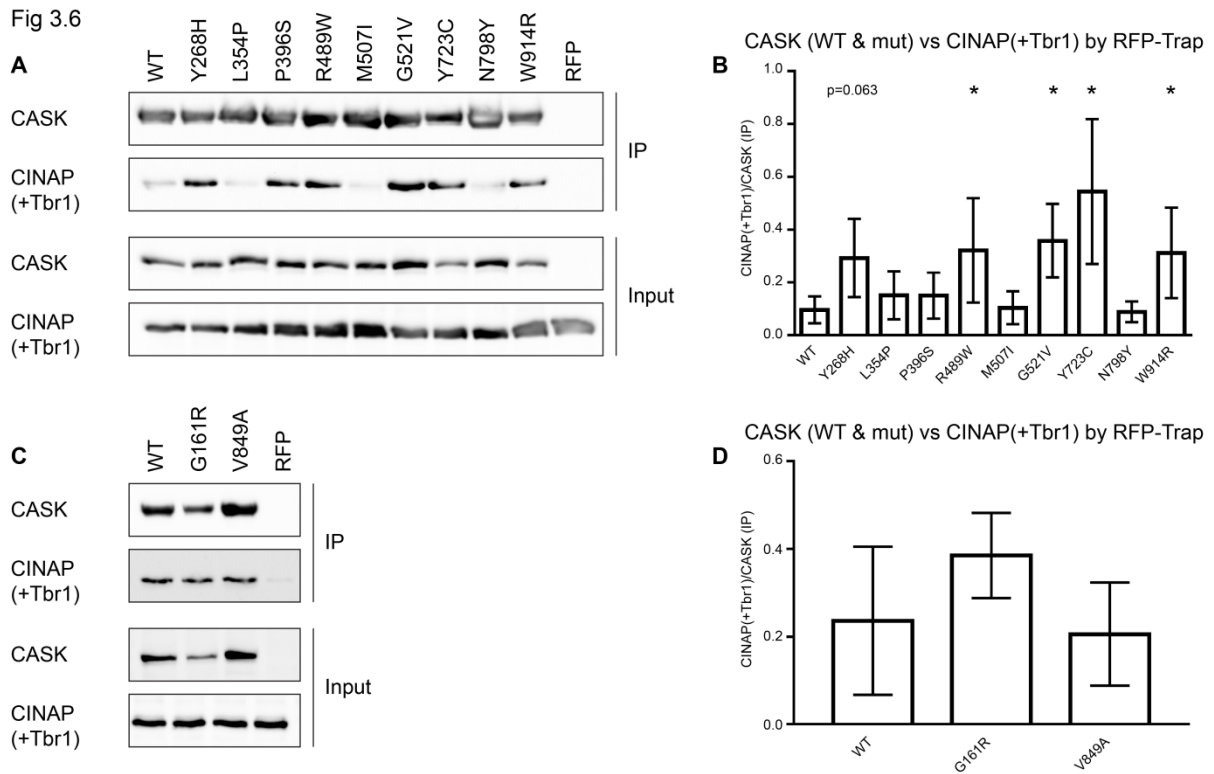 Fig 3.6
A
WT Y268H L354P P396S R489W M507I G521V Y723C N798Y W914R RFP
CASK
CINAP
(+Tbr1)
IP
CASK
CINAP
(+Tbr1)
Input
CASK (WT & mut) vs CINAP(+Tbr1) by RFP-Trap
B
CINAP(+Tbr1)/CASK (IP)
1.0
0.8
0.6
0.4
0.2
0.0
p=0.063 * * * *
WT Y268H L354P P396S R489W M507I G521V Y723C N798Y W914R
C
WT G161R V849A RFP
CASK
CINAP
(+Tbr1)
IP
CASK
CINAP
(+Tbr1)
Input
CASK (WT & mut) vs CINAP(+Tbr1) by RFP-Trap
D
CINAP(+Tbr1)/CASK (IP)
0.6
0.4
0.2
0.0
WT G161R V849A